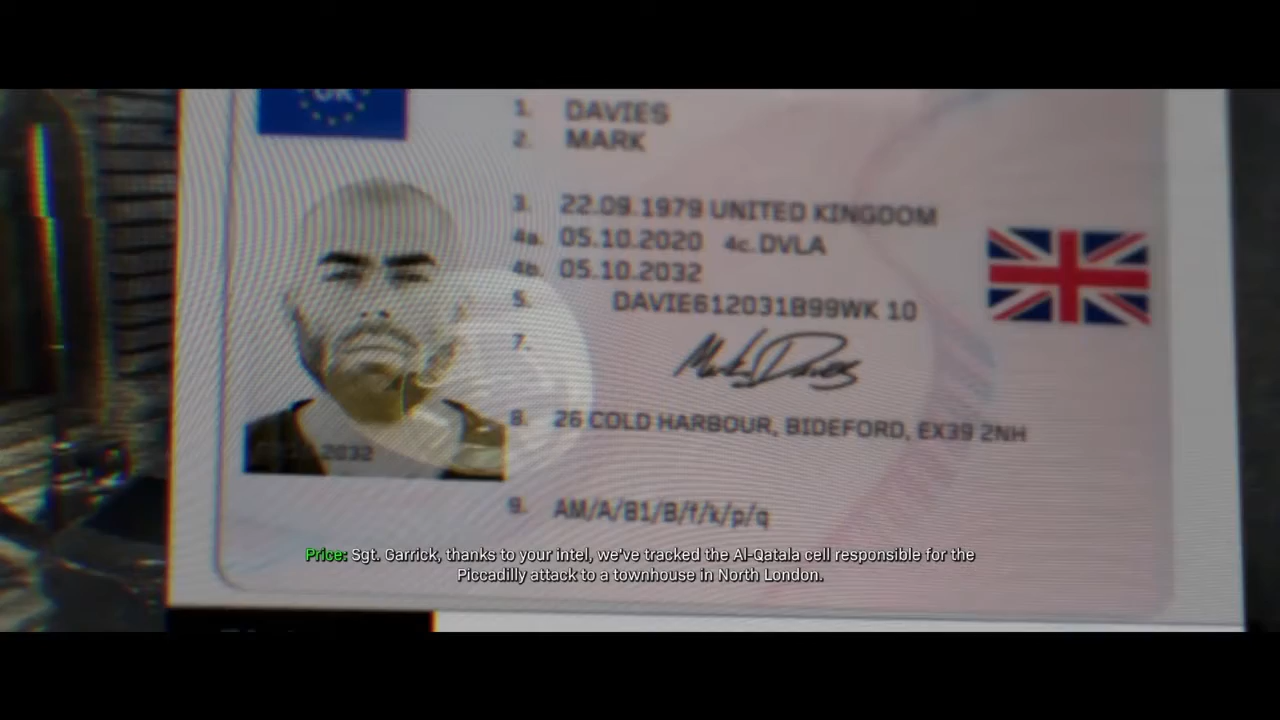 UK
1. DAVIES
2. MARK
3. 22.09.1979 UNITED KINGDOM
4a. 05.10.2020 4c. DVLA
4b. 05.10.2032
5. DAVIE612031B99WK 10
7. Mark Davies
8. 26 COLD HARBOUR, BIDEFORD, EX39 2NH
2032
9. AM/A/B1/B/f/k/p/q
Price: Sgt. Garrick, thanks to your intel, we've tracked the Al-Qatala cell responsible for the
Piccadilly attack to a townhouse in North London.